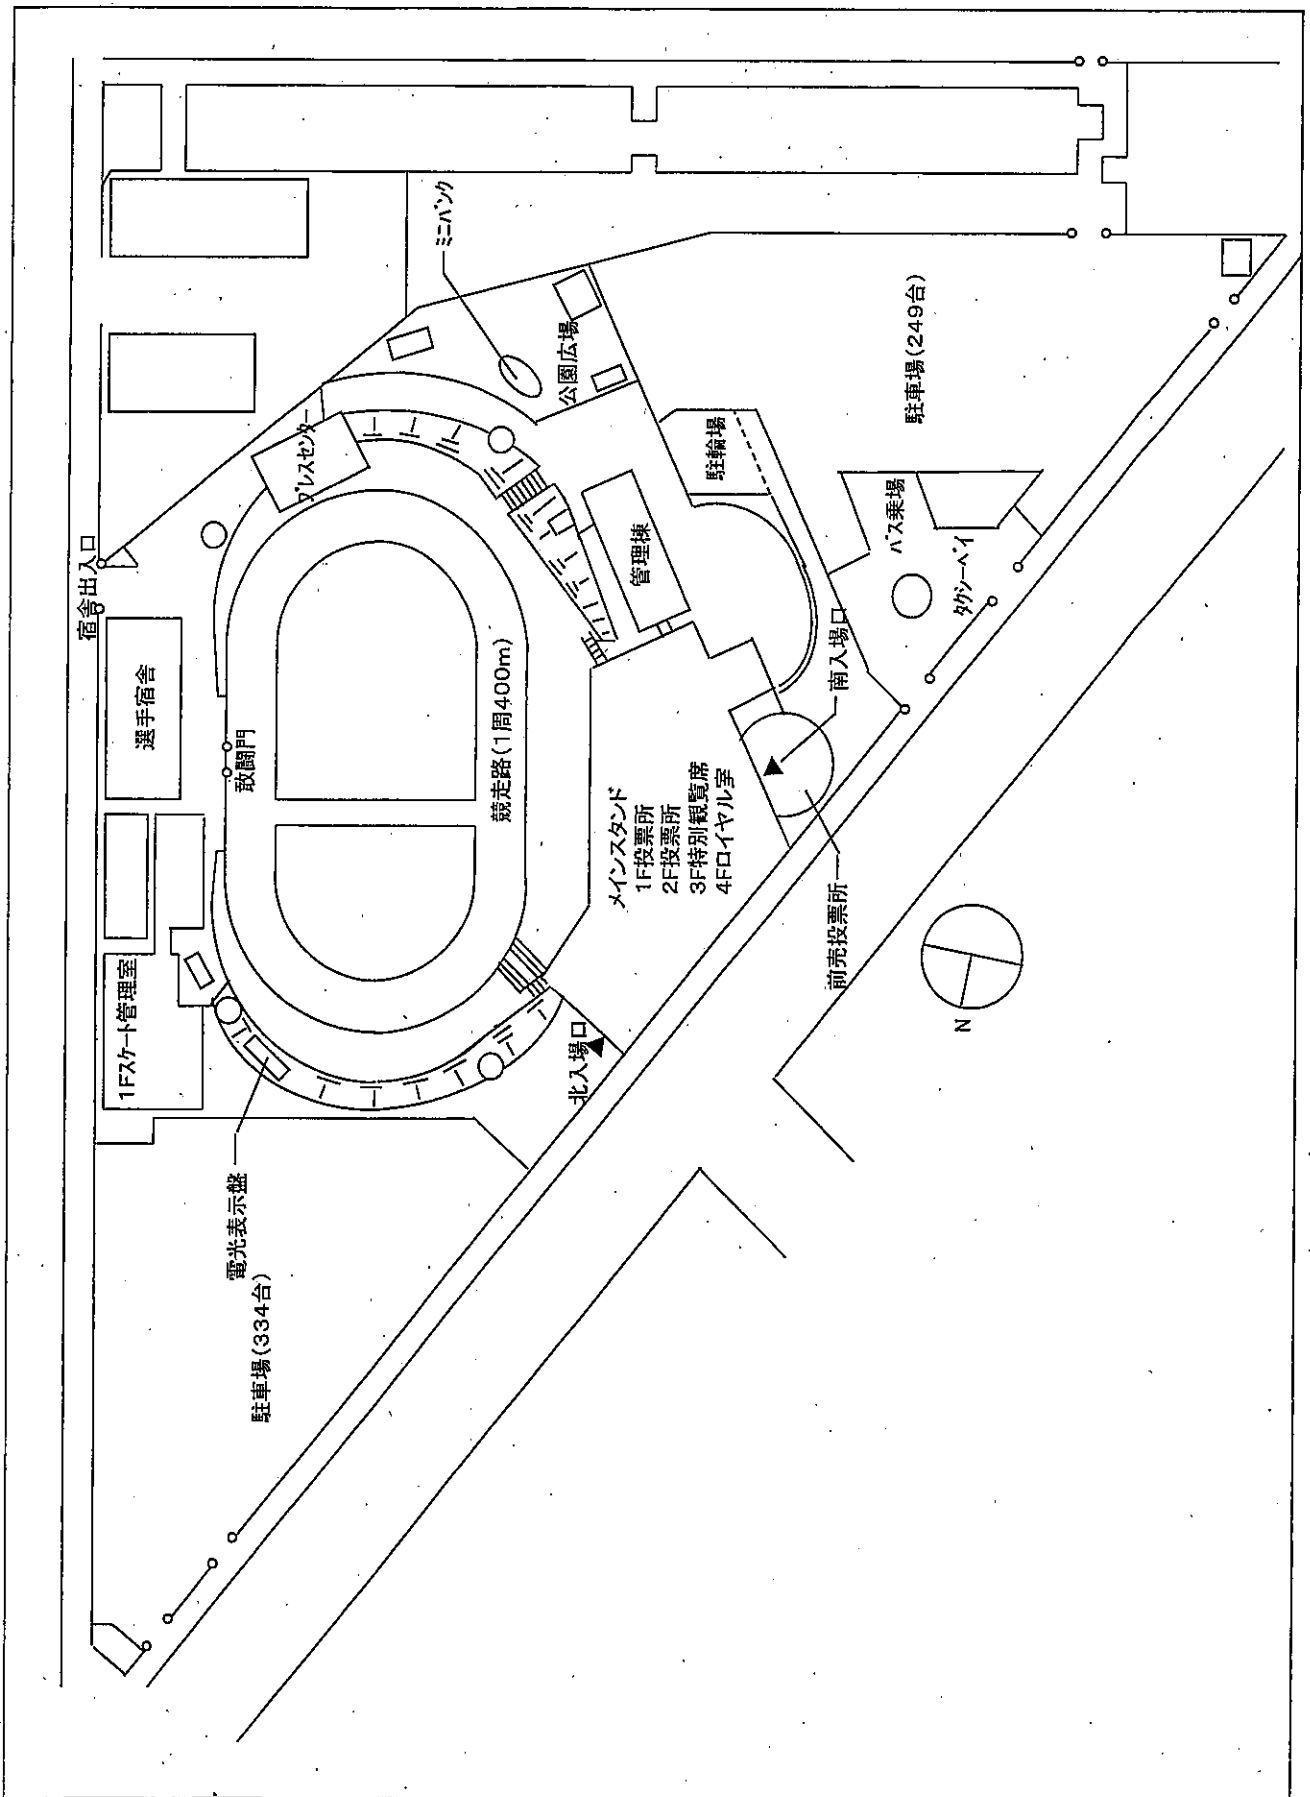 宿舎出入口
選手宿舎
敢闘門
1Fスケート管理室
電光表示盤
駐車場(334台)
プレスセンター
ミニバンク
公園広場
競走路(1周400m)
管理棟
メインスタンド
1F投票所
2F投票所
3F特別観覧席
4Fロイヤル室
北入場口
南入場口
前売投票所
駐輪場
駐車場(249台)
バス乗場
タクシーベイ
N